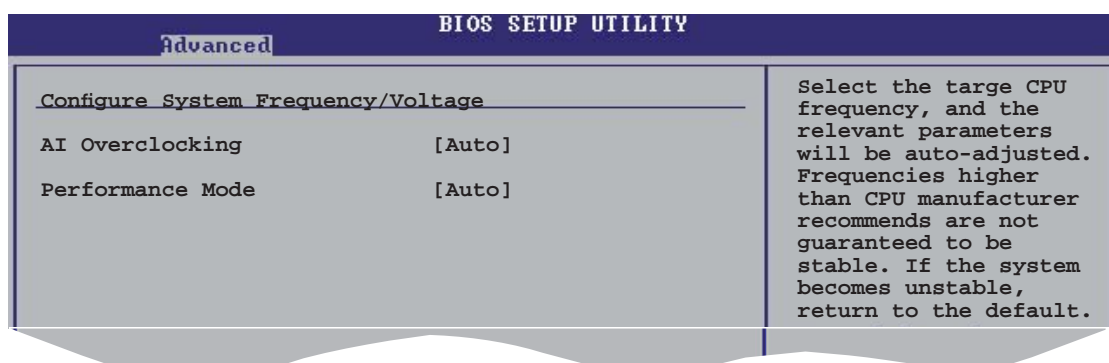 BIOS SETUP UTILITY
Advanced
Configure System Frequency/Voltage
AI Overclocking [Auto]
Performance Mode [Auto]
Select the targe CPU
frequency, and the
relevant parameters
will be auto-adjusted.
Frequencies higher
than CPU manufacturer
recommends are not
guaranteed to be
stable. If the system
becomes unstable,
return to the default.